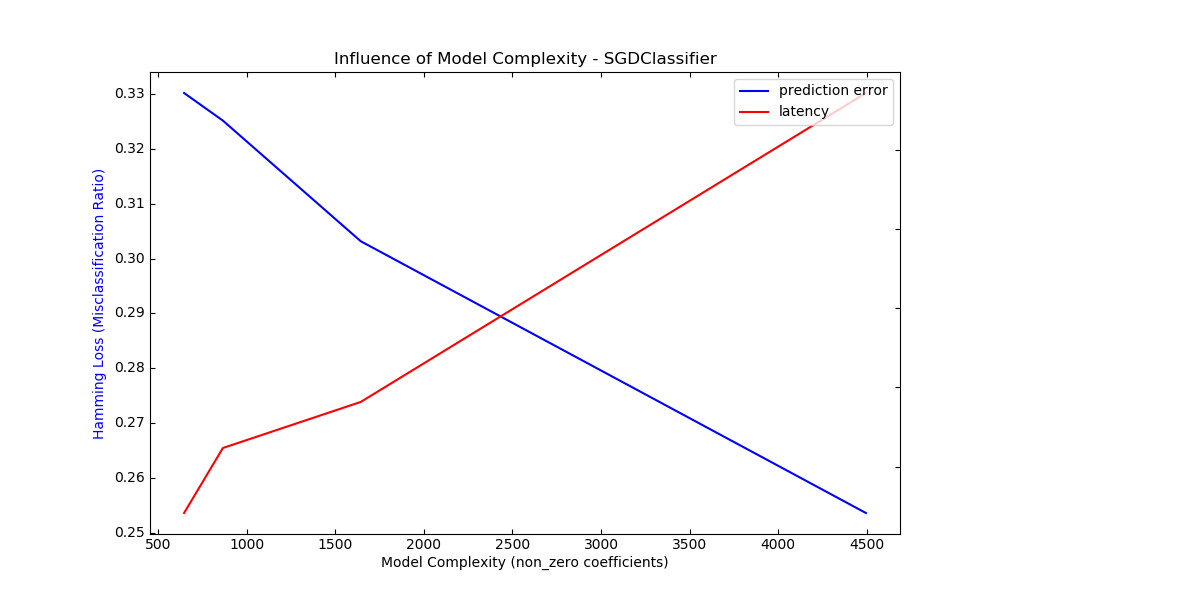 Influence of Model Complexity - SGDClassifier
prediction error
latency
0.33
0.32
0.31
0.30
0.29
0.28
0.27
0.26
0.25
Hamming Loss (Misclassification Ratio)
500 1000 1500 2000 2500 3000 3500 4000 4500
Model Complexity (non_zero coefficients)